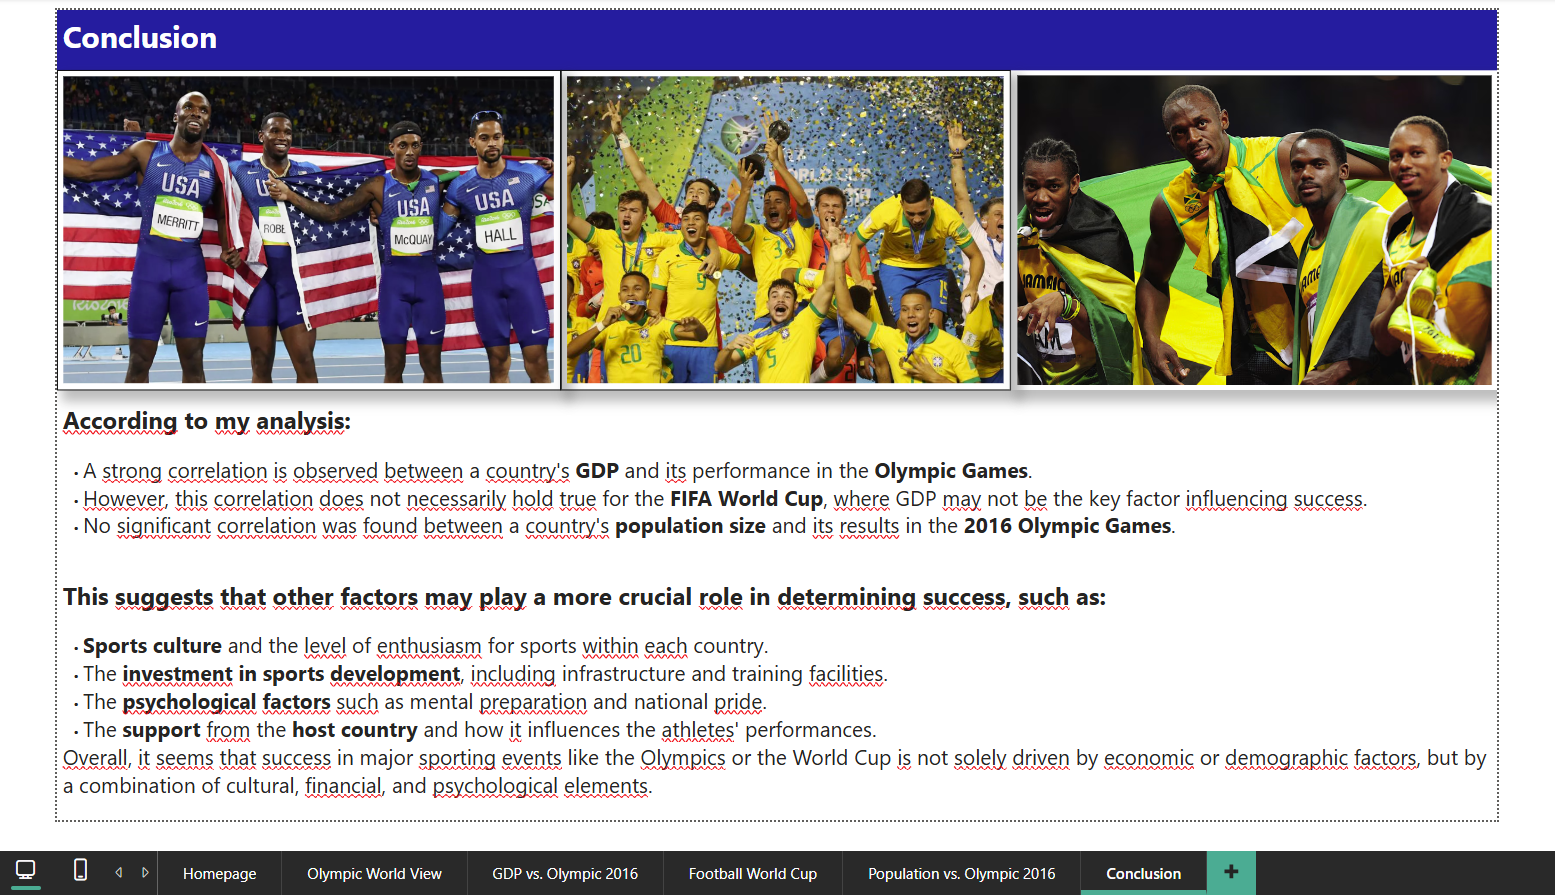 Conclusion
USA
USA
USA
MERRITT
ROBE
McQUAY
HALL
WORLD CUP
3
9
20
5
15
According to my analysis:
· A strong correlation is observed between a country's GDP and its performance in the Olympic Games.
· However, this correlation does not necessarily hold true for the FIFA World Cup, where GDP may not be the key factor influencing success.
· No significant correlation was found between a country's population size and its results in the 2016 Olympic Games.
This suggests that other factors may play a more crucial role in determining success, such as:
· Sports culture and the level of enthusiasm for sports within each country.
· The investment in sports development, including infrastructure and training facilities.
· The psychological factors such as mental preparation and national pride.
· The support from the host country and how it influences the athletes' performances.
Overall, it seems that success in major sporting events like the Olympics or the World Cup is not solely driven by economic or demographic factors, but by
a combination of cultural, financial, and psychological elements.
Homepage
Olympic World View
GDP vs. Olympic 2016
Football World Cup
Population vs. Olympic 2016
Conclusion
+